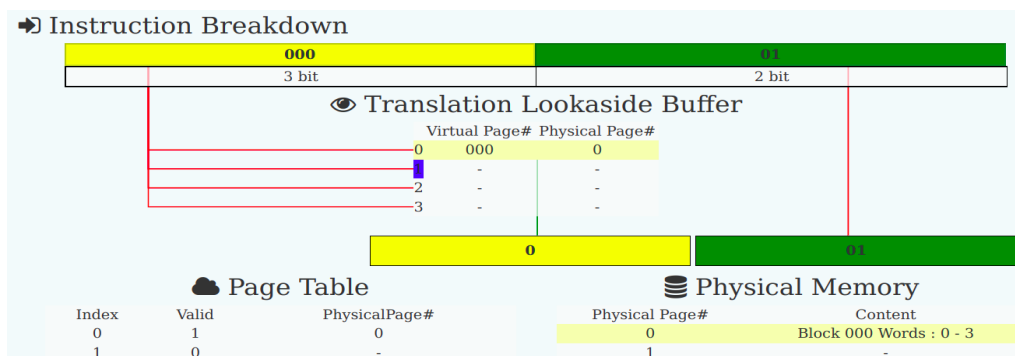 Instruction Breakdown
000 01
3 bit 2 bit
Translation Lookaside Buffer
Virtual Page# Physical Page#
0 000 0
1 - -
2 - -
3 - -
0 01
Page Table Physical Memory
Index Valid PhysicalPage# Physical Page# Content
0 1 0 0 Block 000 Words : 0 - 3
1 0 - 1 -